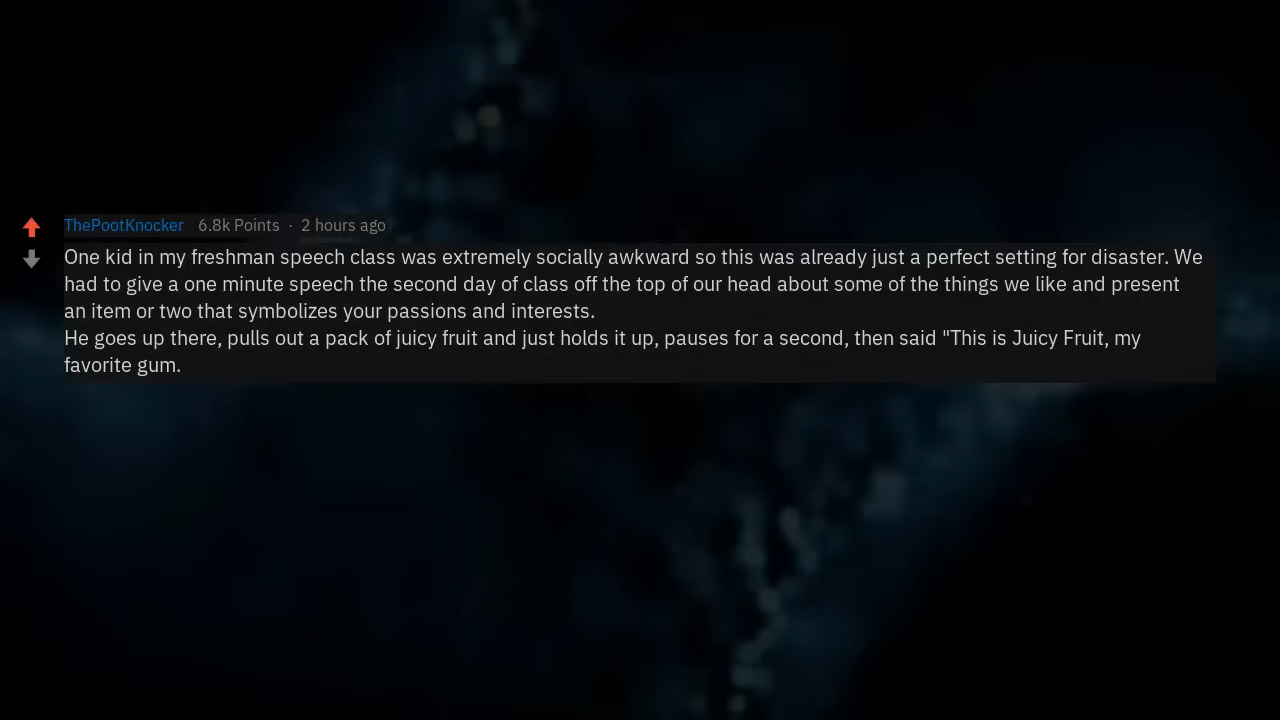 ThePootKnocker 6.8k Points · 2 hours ago
One kid in my freshman speech class was extremely socially awkward so this was already just a perfect setting for disaster. We
had to give a one minute speech the second day of class off the top of our head about some of the things we like and present
an item or two that symbolizes your passions and interests.
He goes up there, pulls out a pack of juicy fruit and just holds it up, pauses for a second, then said "This is Juicy Fruit, my
favorite gum.